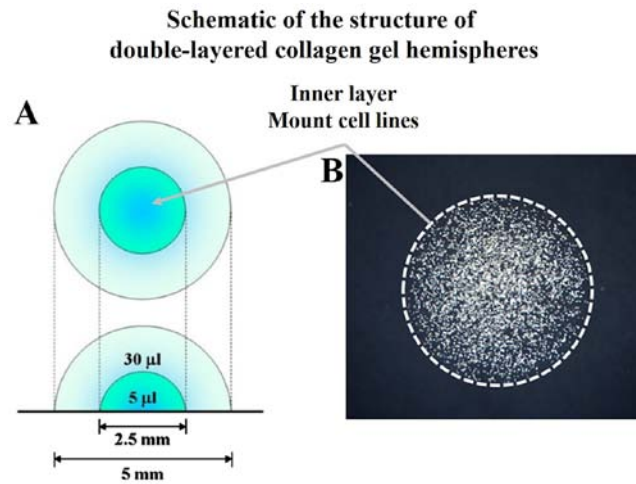 Schematic of the structure of
double-layered collagen gel hemispheres
Inner layer
Mount cell lines
A
B
30 µl
5 µl
2.5 mm
5 mm